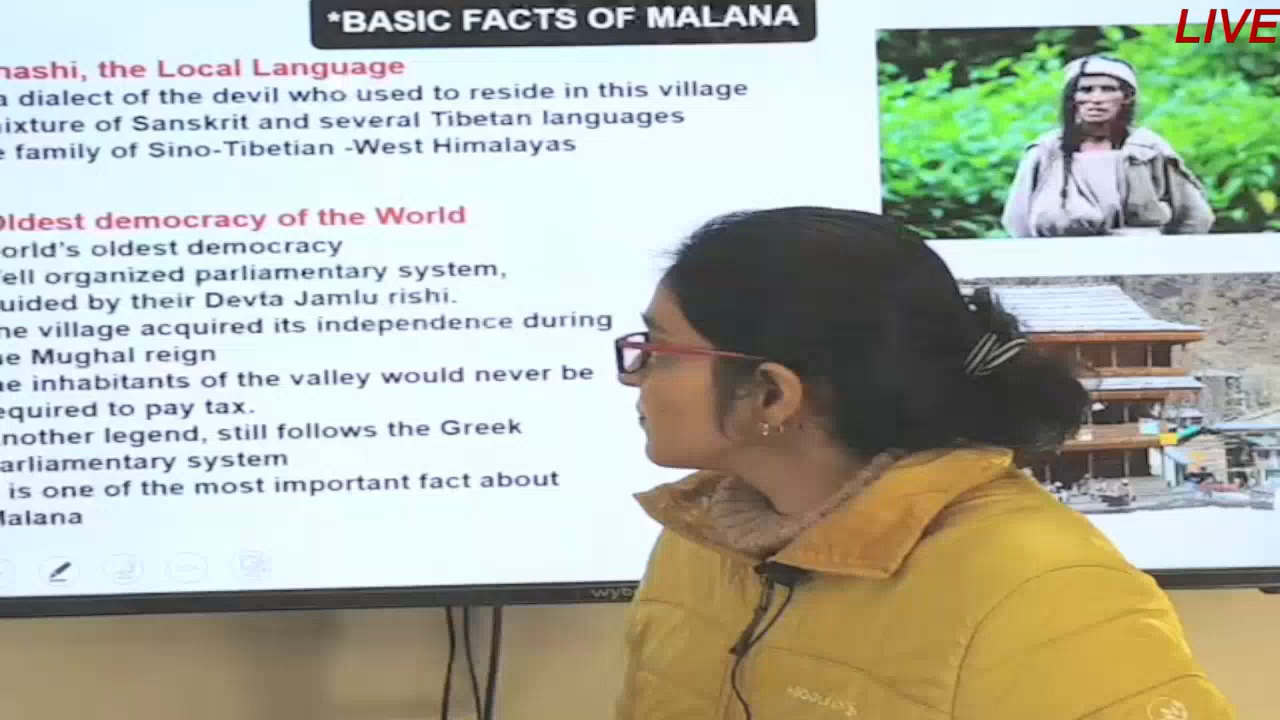 *BASIC FACTS OF MALANA
LIVE
nashi, the Local Language
a dialect of the devil who used to reside in this village
ixture of Sanskrit and several Tibetan languages
e family of Sino-Tibetian -West Himalayas
Oldest democracy of the World
orld's oldest democracy
ell organized parliamentary system,
uided by their Devta Jamlu rishi.
he village acquired its independence during
he Mughal reign
he inhabitants of the valley would never be
equired to pay tax.
nother legend, still follows the Greek
arliamentary system
is one of the most important fact about
Malana